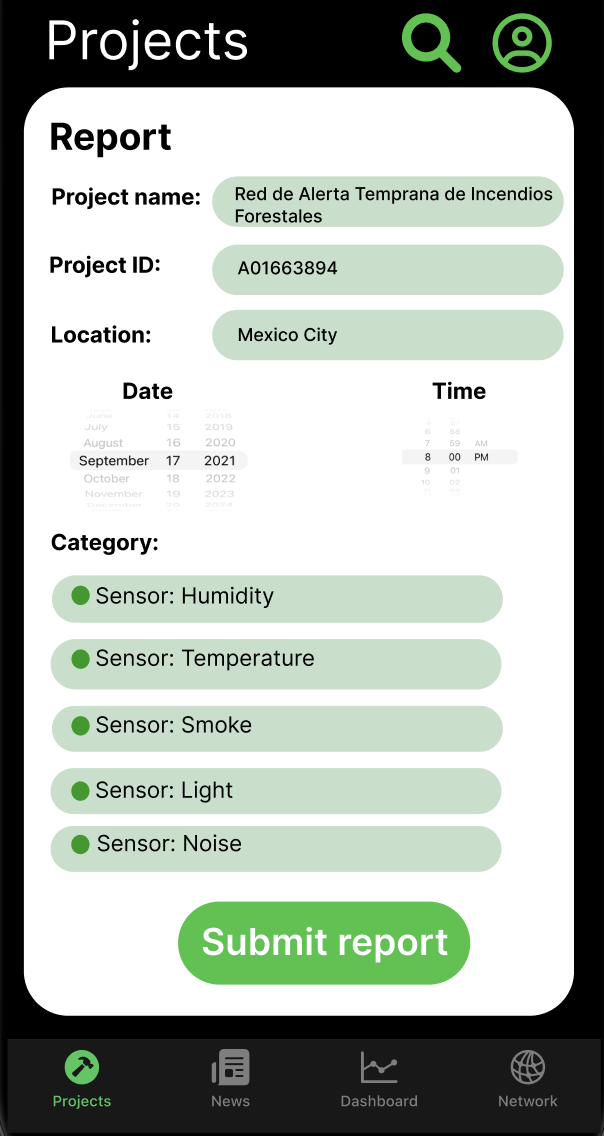 Projects
Report
Project name:
Red de Alerta Temprana de Incendios
Forestales
Project ID:
A01663894
Location:
Mexico City
Date
Time
June 14 2018
July 15 2019
August 16 2020
September 17 2021
October 18 2022
November 19 2023
December 20 2024
6 58
7 59 AM
8 00 PM
9 01
10 02
Category:
Sensor: Humidity
Sensor: Temperature
Sensor: Smoke
Sensor: Light
Sensor: Noise
Submit report
Projects
News
Dashboard
Network